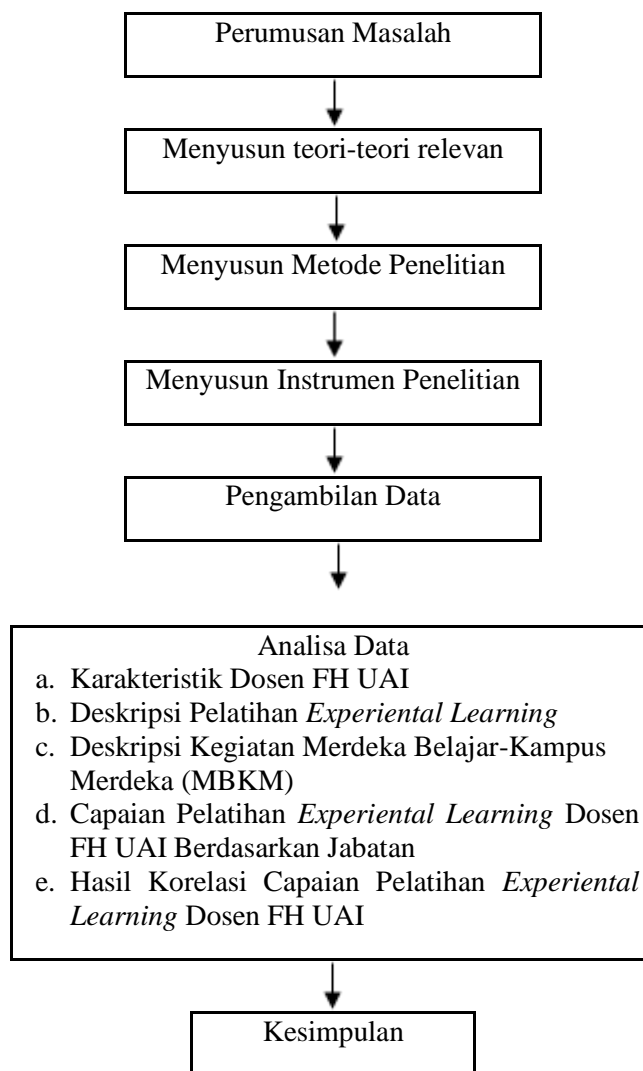 Perumusan Masalah
Menyusun teori-teori relevan
Menyusun Metode Penelitian
Menyusun Instrumen Penelitian
Pengambilan Data
Analisa Data
a. Karakteristik Dosen FH UAI
b. Deskripsi Pelatihan Experiental Learning
c. Deskripsi Kegiatan Merdeka Belajar-Kampus
Merdeka (MBKM)
d. Capaian Pelatihan Experiental Learning Dosen
FH UAI Berdasarkan Jabatan
e. Hasil Korelasi Capaian Pelatihan Experiental
Learning Dosen FH UAI
Kesimpulan